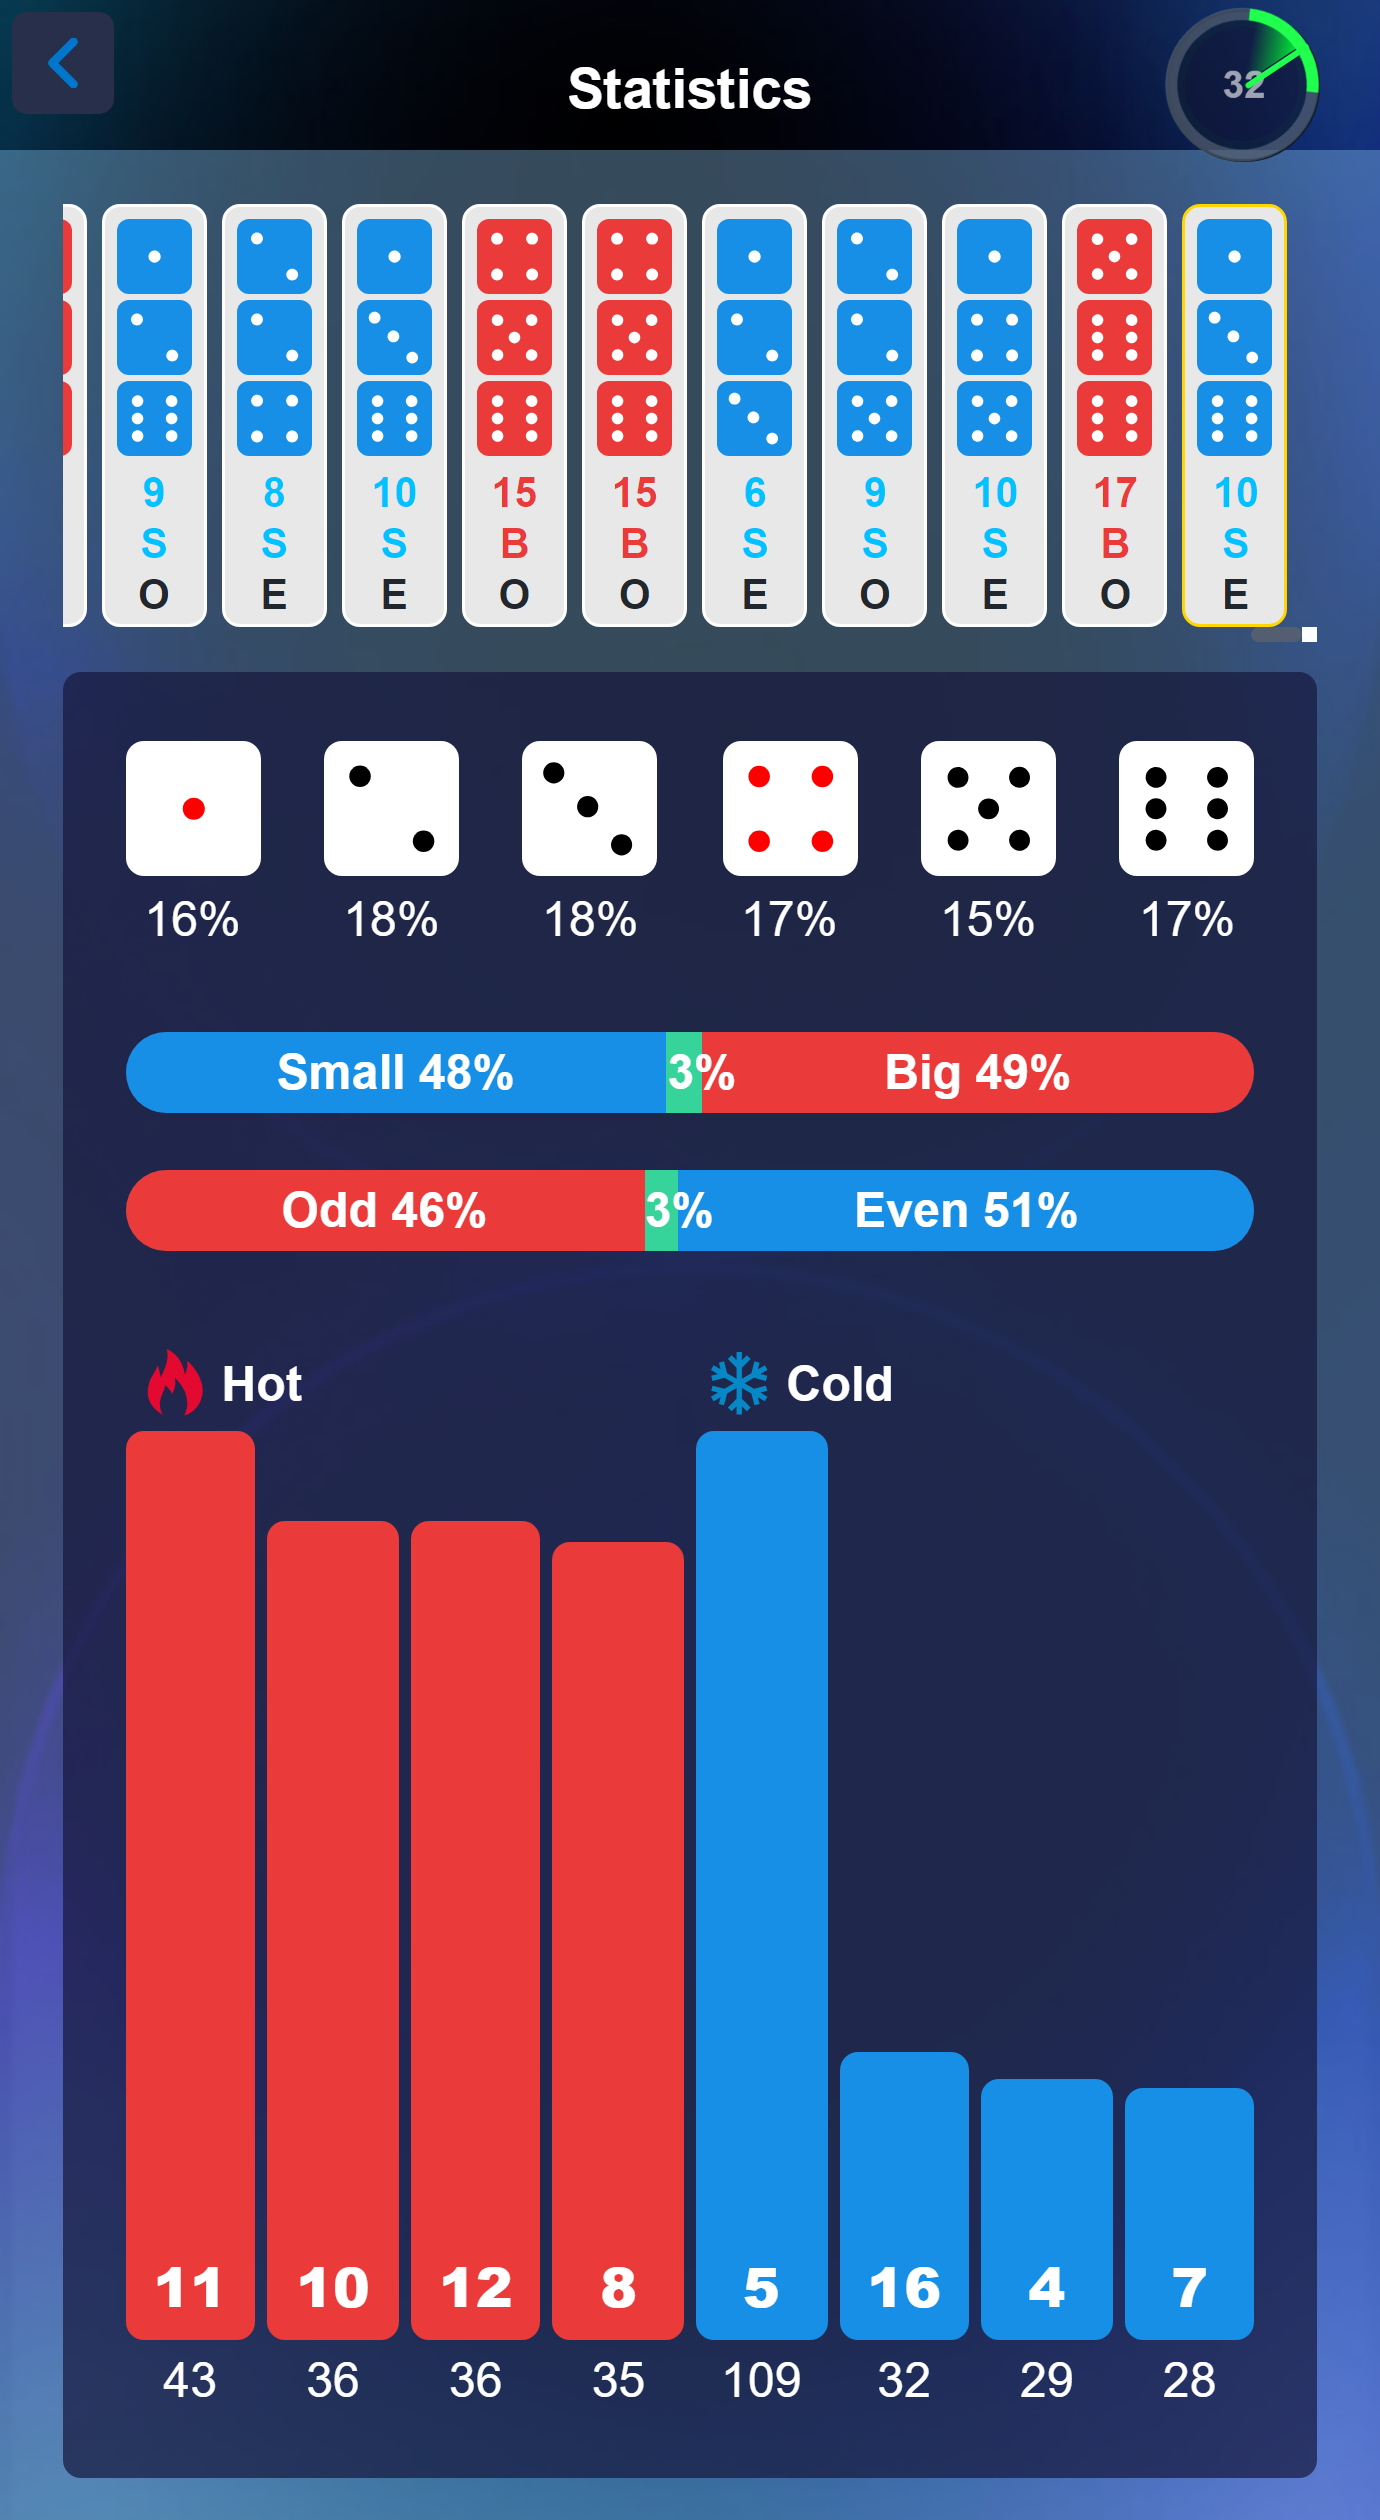 Statistics
32
9 8 10 15 15 6 9 10 17 10
S S S B B S S S B S
O E E O O E O E O E
16% 18% 18% 17% 15% 17%
Small 48% 3% Big 49%
Odd 46% 3% Even 51%
Hot Cold
11 10 12 8 5 16 4 7
43 36 36 35 109 32 29 28